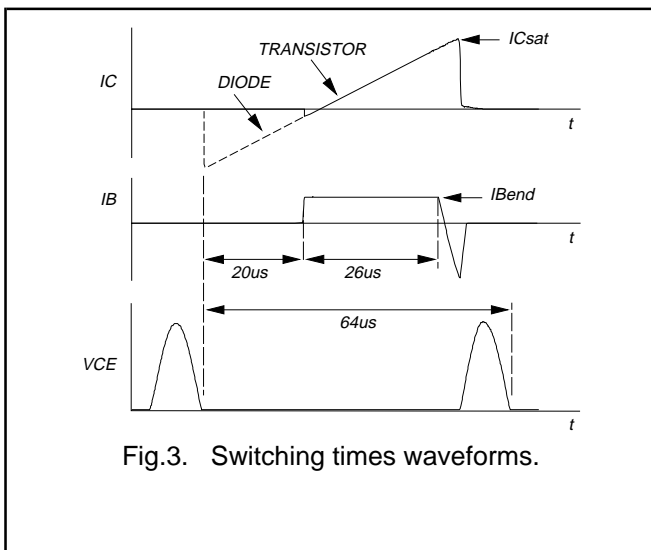 ICsat
TRANSISTOR
DIODE
IC
t
IB
IBend
t
20us
26us
64us
VCE
t
Fig.3. Switching times waveforms.